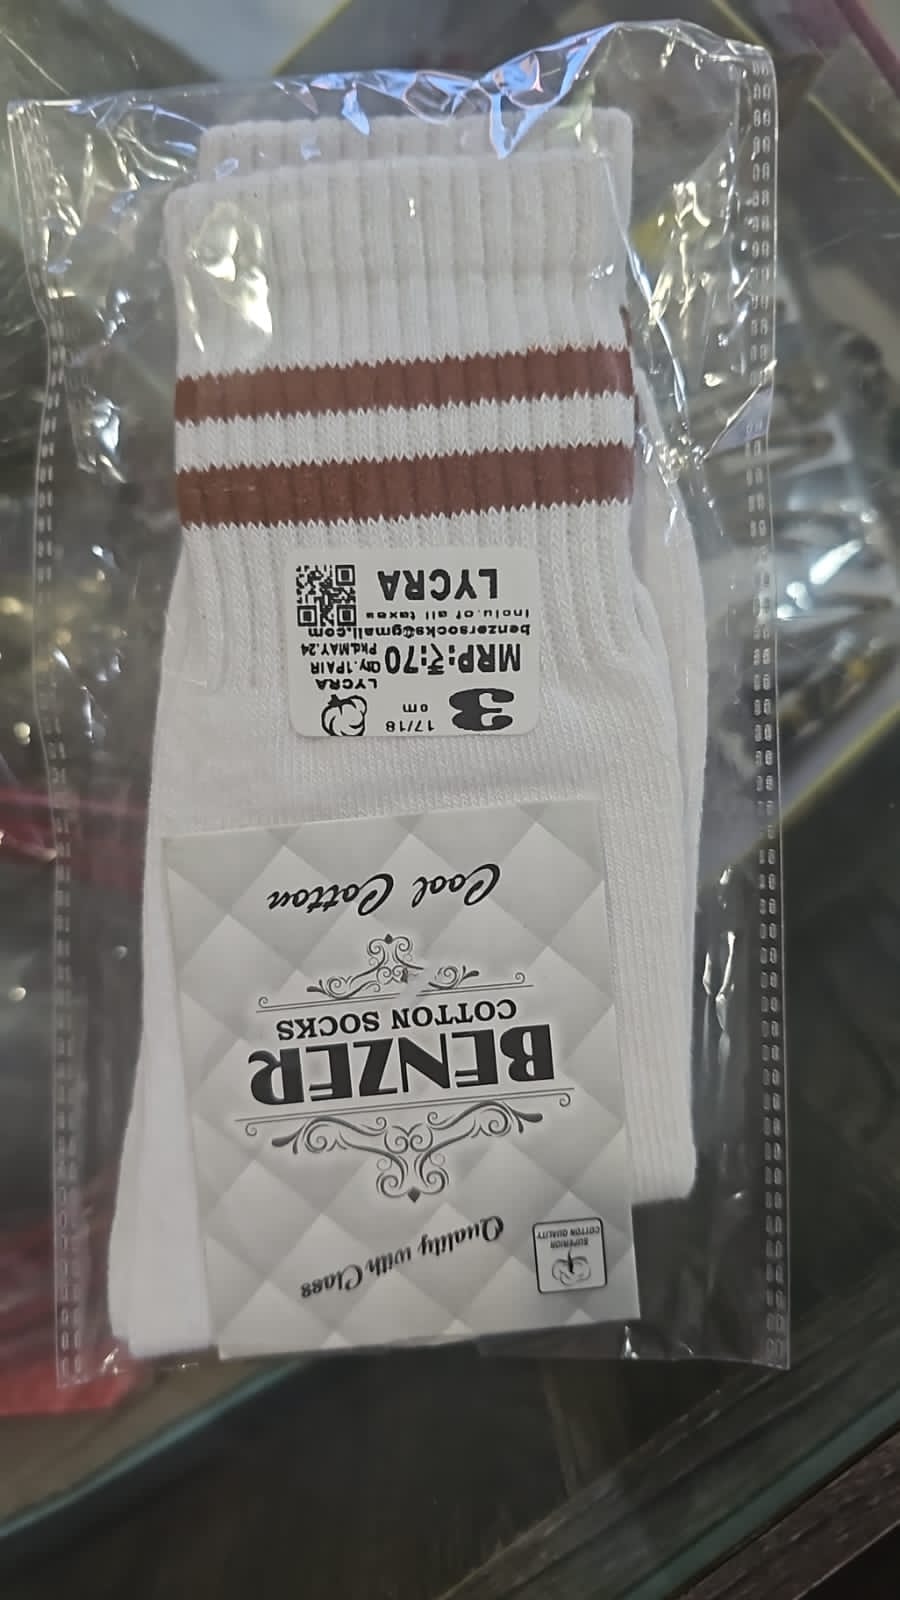 Quality with Class
SUPERIOR
COTTON QUALITY
BENZER
COTTON SOCKS
Cool Cotton
3
17/18
cm
LYCRA
MRP:₹:70
Qty.1PAIR
Pkd.MAY.24
benzersocks@gmail.com
Inclu.of all taxes
LYCRA